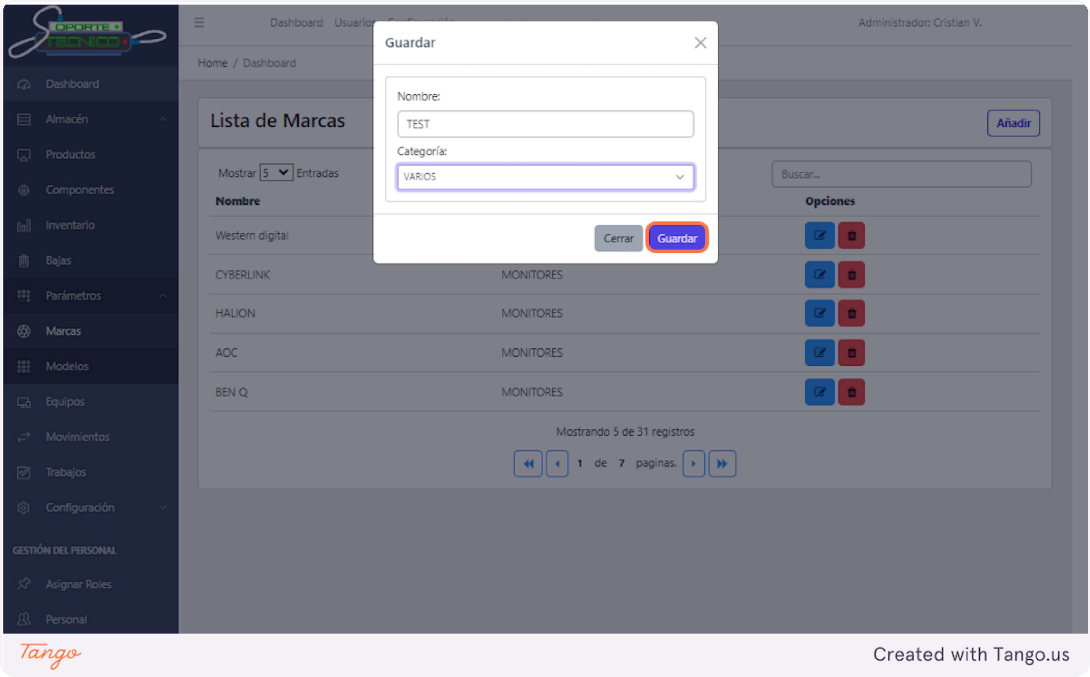 SOPORTE
TECNICO
Dashboard Usuarios Configuración
Administrador: Cristian V.
Home / Dashboard
Dashboard
Almacén
Productos
Componentes
Inventario
Bajas
Parámetros
Marcas
Modelos
Equipos
Movimientos
Trabajos
Configuración
GESTIÓN DEL PERSONAL
Asignar Roles
Personal
Guardar
Nombre:
TEST
Categoría:
VARIOS
Cerrar Guardar
Lista de Marcas
Añadir
Mostrar 5 Entradas
Buscar...
Nombre Opciones
Western digital
CYBERLINK MONITORES
HALION MONITORES
AOC MONITORES
BEN Q MONITORES
Mostrando 5 de 31 registros
1 de 7 paginas.
Tango
Created with Tango.us